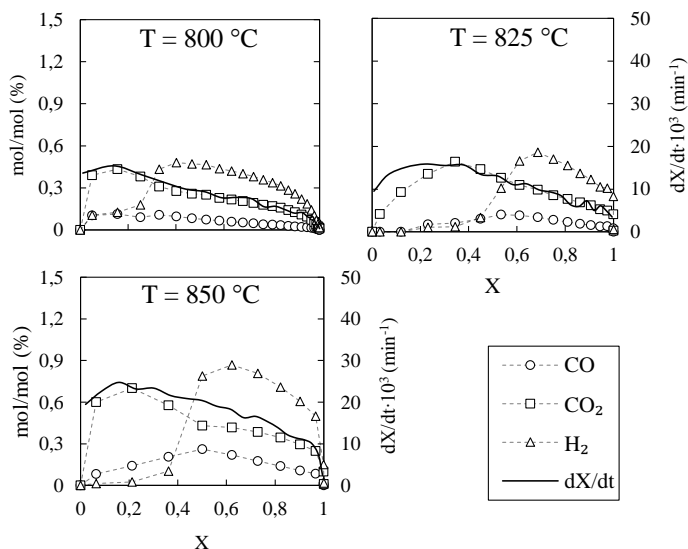 T = 800 °C
mol/mol (%)
1,5
1,2
0,9
0,6
0,3
0,0
T = 825 °C
50
40
30
20
10
0
dX/dt·10³ (min⁻¹)
0 0,2 0,4 0,6 0,8 1
X
T = 850 °C
mol/mol (%)
1,5
1,2
0,9
0,6
0,3
0,0
50
40
30
20
10
0
dX/dt·10³ (min⁻¹)
0 0,2 0,4 0,6 0,8 1
X
CO
CO₂
H₂
dX/dt